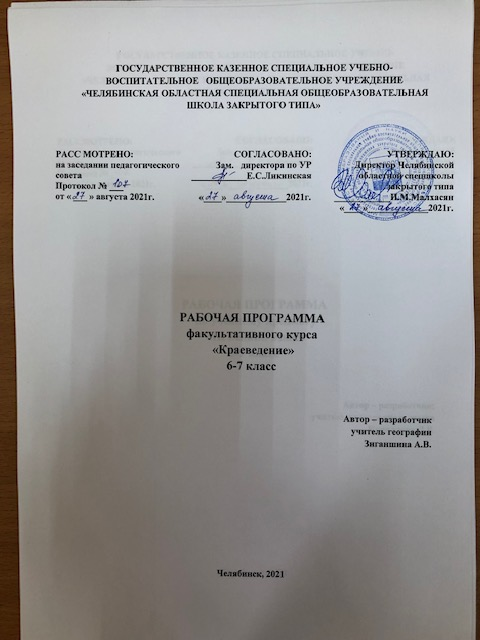 ГОСУДАРСТВЕННОЕ КАЗЕННОЕ СПЕЦИАЛЬНОЕ УЧЕБНО-
ВОСПИТАТЕЛЬНОЕ ОБЩЕОБРАЗОВАТЕЛЬНОЕ УЧРЕЖДЕНИЕ
«ЧЕЛЯБИНСКАЯ ОБЛАСТНАЯ СПЕЦИАЛЬНАЯ ОБЩЕОБРАЗОВАТЕЛЬНАЯ
ШКОЛА ЗАКРЫТОГО ТИПА»
РАСС МОТРЕНО: СОГЛАСОВАНО: УТВЕРЖДАЮ:
на заседании педагогического Зам. директора по УР Директор Челябинской
совета Е.С.Ликинская областной спецшколы
Протокол № 107 закрытого типа
от «27» августа 2021г. «27» августа 2021г. И.М.Малхасян
«27» августа 2021г.
РАБОЧАЯ ПРОГРАММА
факультативного курса
«Краеведение»
6-7 класс
Автор – разработчик
учитель географии
Зиганшина А.В.
Челябинск, 2021